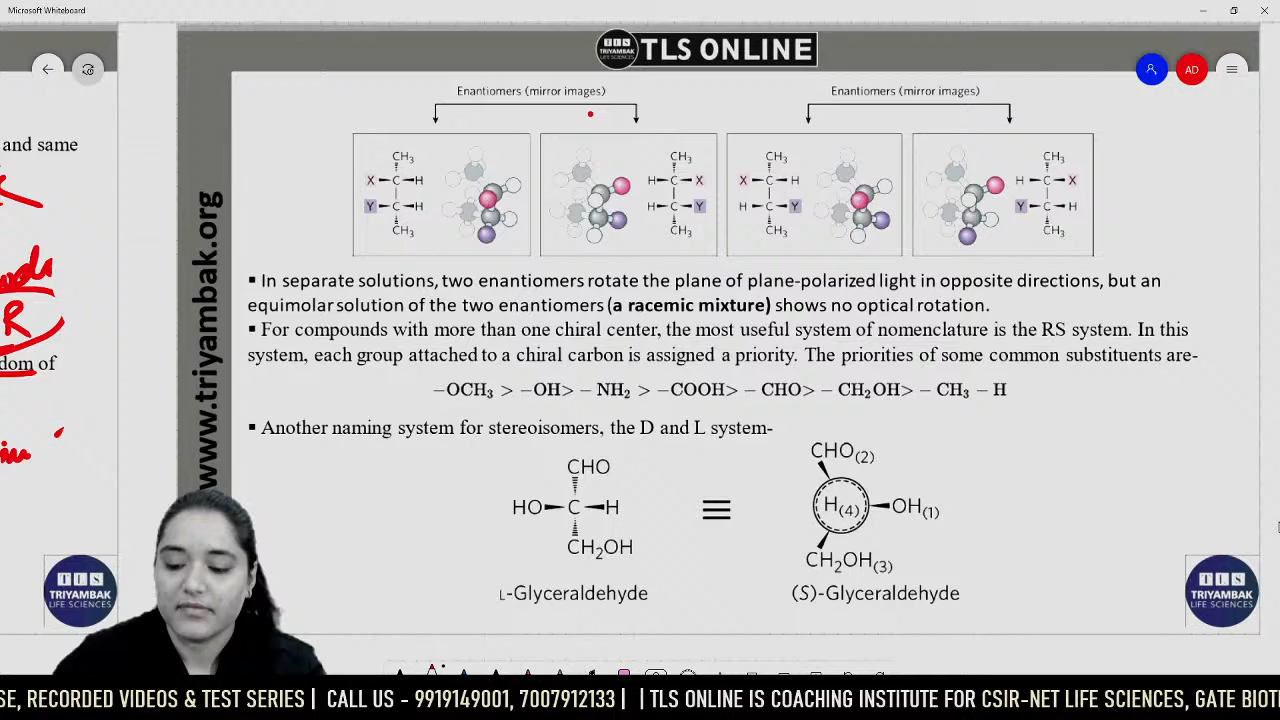 Microsoft Whiteboard
TLS TRIYAMBAK LIFE SCIENCES TLS ONLINE
AD
and same
R
dom of
www.triyambak.org
Enantiomers (mirror images)
Enantiomers (mirror images)
CH₃ CH₃ CH₃ CH₃
X C H H C X X C H H C X
Y C H H C Y H C Y Y C H
CH₃ CH₃ CH₃ CH₃
▪ In separate solutions, two enantiomers rotate the plane of plane-polarized light in opposite directions, but an
equimolar solution of the two enantiomers (a racemic mixture) shows no optical rotation.
▪ For compounds with more than one chiral center, the most useful system of nomenclature is the RS system. In this
system, each group attached to a chiral carbon is assigned a priority. The priorities of some common substituents are-
−OCH₃ > −OH> − NH₂ > −COOH> − CHO> − CH₂OH> − CH₃ − H
▪ Another naming system for stereoisomers, the D and L system-
CHO
HO C H
CH₂OH
L-Glyceraldehyde
≡
CHO(2)
H(4) OH(1)
CH₂OH(3)
(S)-Glyceraldehyde
TLS TRIYAMBAK LIFE SCIENCES
TLS TRIYAMBAK LIFE SCIENCES
SE, RECORDED VIDEOS & TEST SERIES | CALL US - 9919149001, 7007912133 | | TLS ONLINE IS COACHING INSTITUTE FOR CSIR-NET LIFE SCIENCES, GATE BIOT